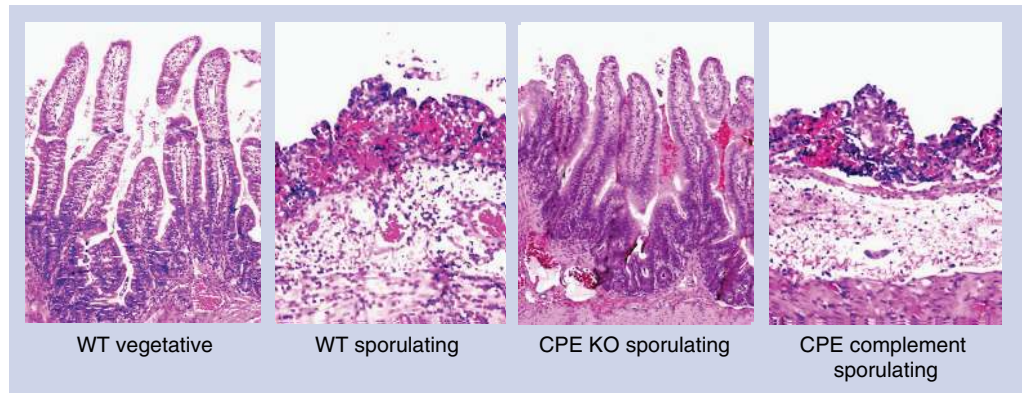 WT vegetative
WT sporulating
CPE KO sporulating
CPE complement
sporulating